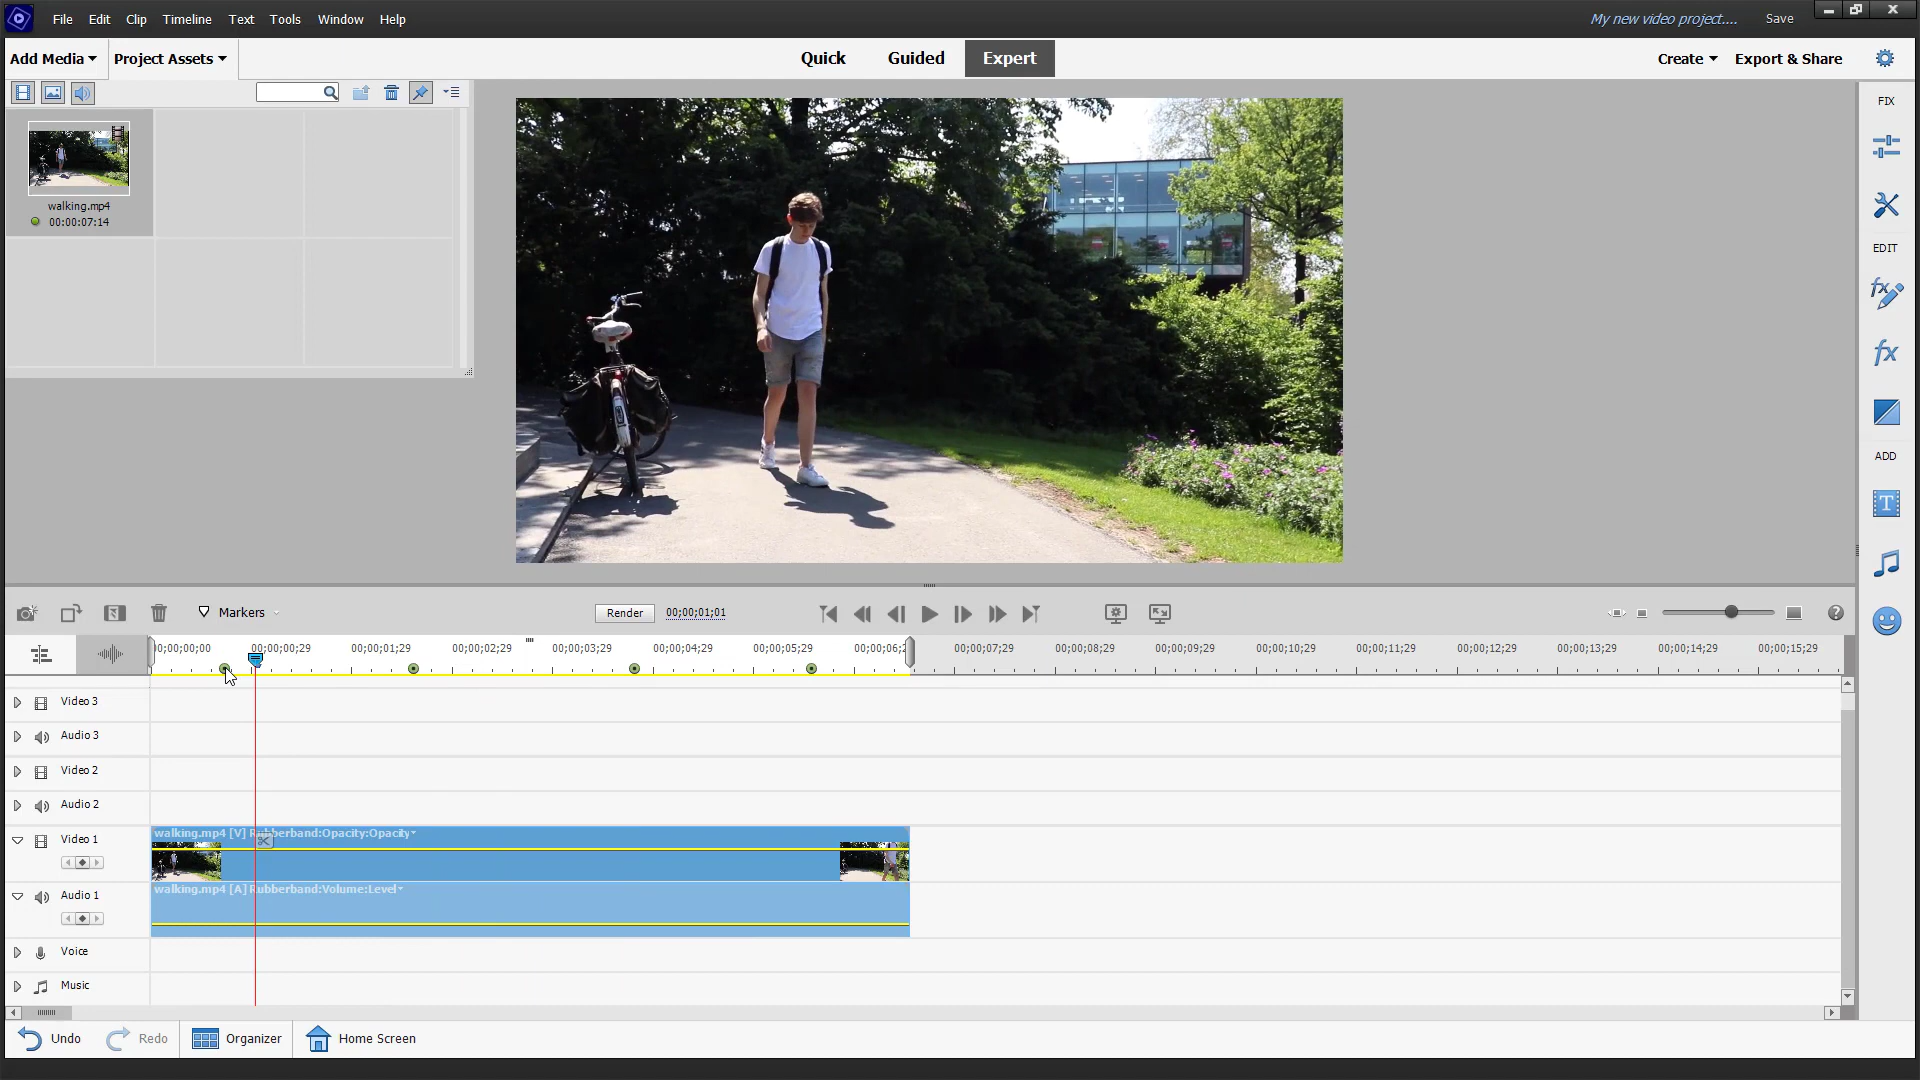 File Edit Clip Timeline Text Tools Window Help
My new video project.... Save
Add Media Project Assets Quick Guided Expert Create Export & Share
FIX
walking.mp4
00:00:07:14
EDIT
ADD
Markers Render 00;00;01;01
00;00;00;29 00;00;01;29 00;00;02;29 00;00;03;29 00;00;04;29 00;00;05;29 00;00;07;29 00;00;08;29 00;00;09;29 00;00;10;29 00;00;11;29 00;00;12;29 00;00;13;29 00;00;14;29 00;00;15;29
Video 3
Audio 3
Video 2
Audio 2
walking.mp4 [V] Rubberband:Opacity:Opacity
Video 1
walking.mp4 [A] Rubberband:Volume:Level
Audio 1
Voice
Music
Undo Redo Organizer Home Screen